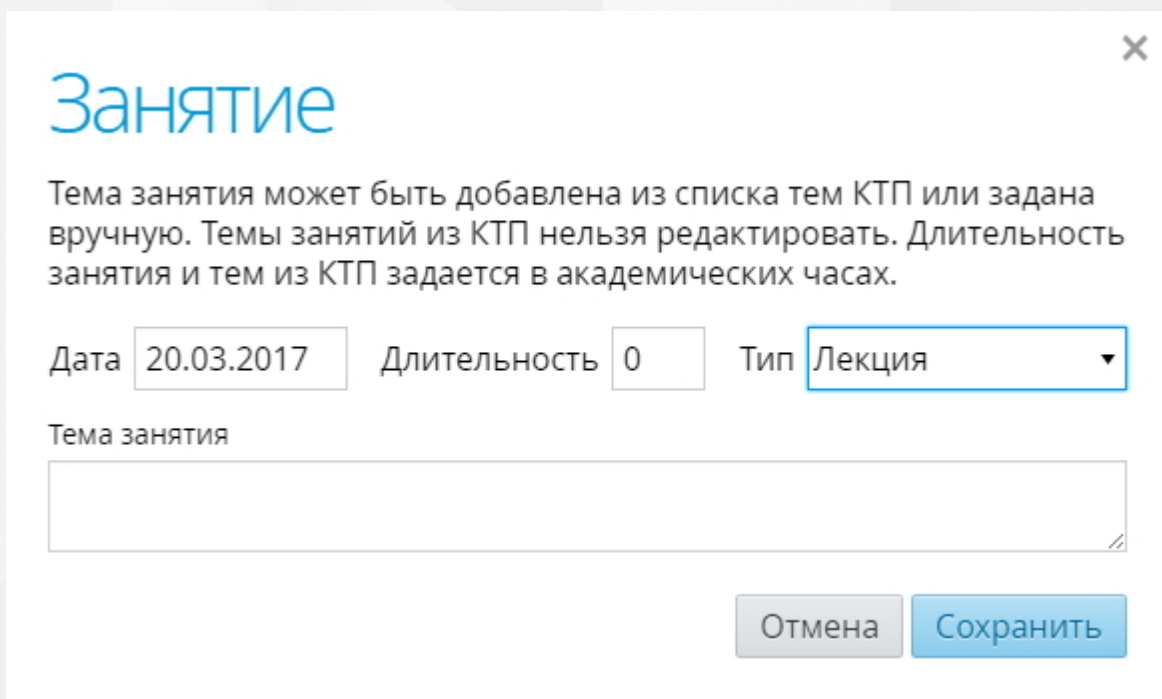 Занятие
Тема занятия может быть добавлена из списка тем КТП или задана
вручную. Темы занятий из КТП нельзя редактировать. Длительность
занятия и тем из КТП задается в академических часах.
Дата 20.03.2017 Длительность 0 Тип Лекция
Тема занятия
Отмена Сохранить